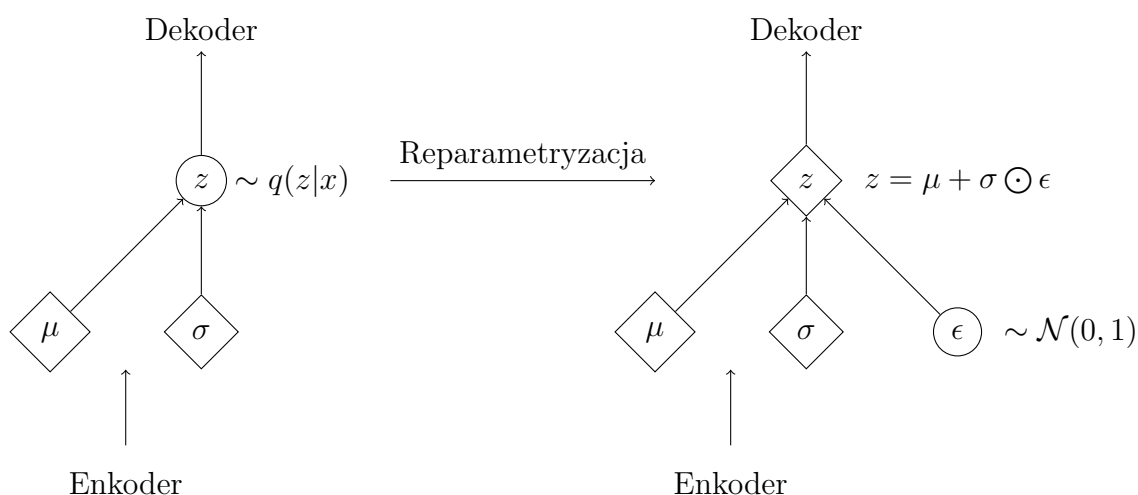 Dekoder
Dekoder
Reparametryzacja
z ∼ q(z|x)
z
z = μ + σ ⊙ ϵ
μ
σ
μ
σ
ϵ
∼ 𝒩(0, 1)
Enkoder
Enkoder